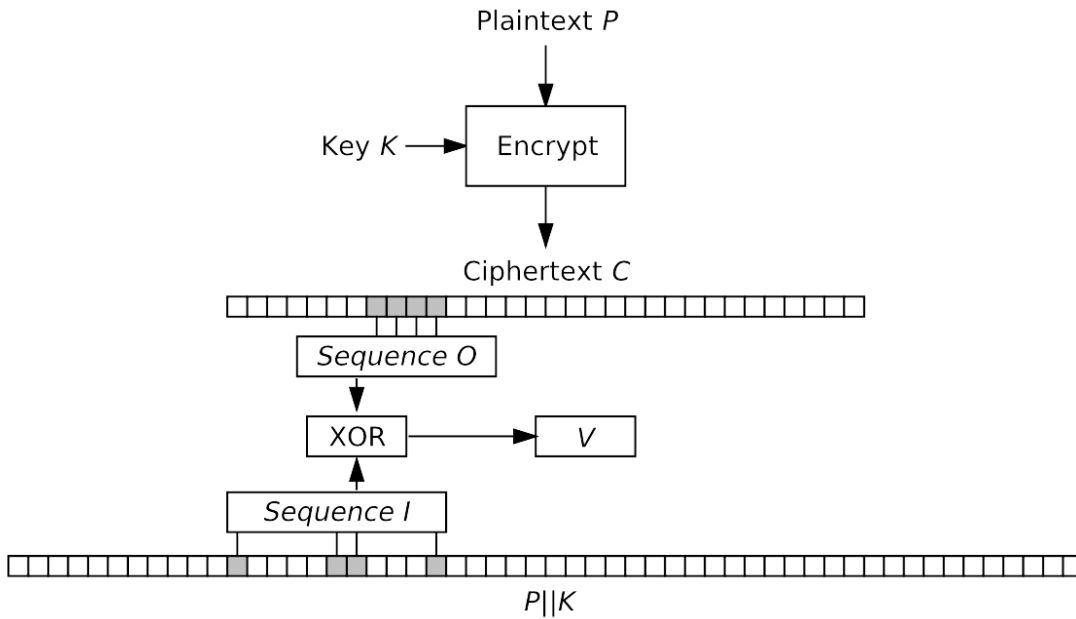 Plaintext P
Key K
Encrypt
Ciphertext C
Sequence O
XOR
V
Sequence I
P||K